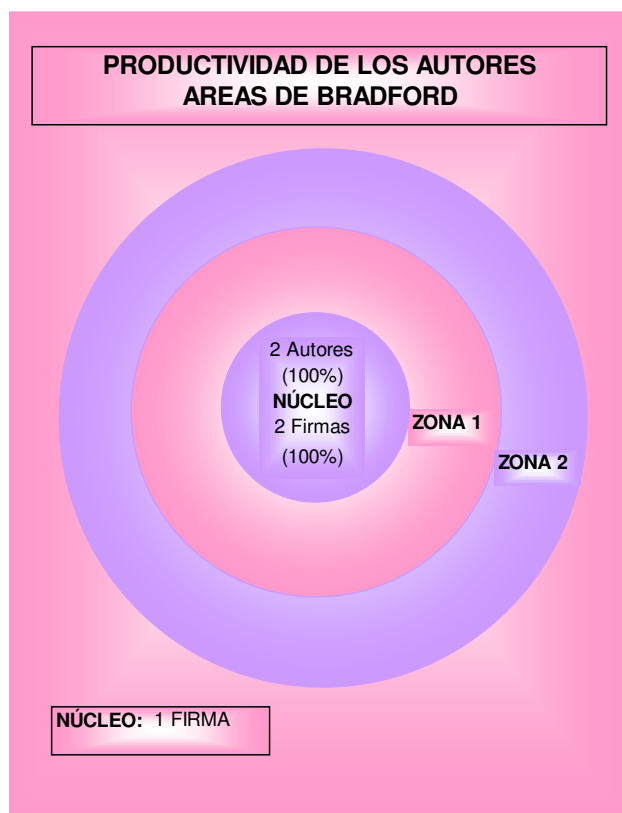 PRODUCTIVIDAD DE LOS AUTORES
AREAS DE BRADFORD
2 Autores
(100%)
NÚCLEO
2 Firmas
(100%)
ZONA 1
ZONA 2
NÚCLEO: 1 FIRMA